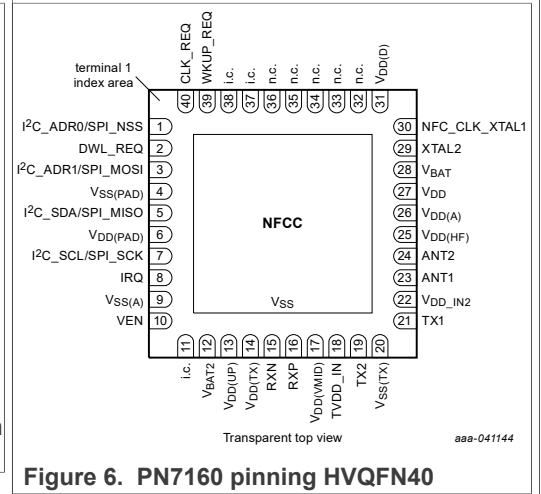 terminal 1
index area
40 CLK_REQ
39 WKUP_REQ
38 i.c.
37 i.c.
36 n.c.
35 n.c.
34 n.c.
33 n.c.
32 n.c.
31 VDD(D)
I2C_ADR0/SPI_NSS 1
DWL_REQ 2
I2C_ADR1/SPI_MOSI 3
VSS(PAD) 4
I2C_SDA/SPI_MISO 5
VDD(PAD) 6
I2C_SCL/SPI_SCK 7
IRQ 8
VSS(A) 9
VEN 10
NFCC
VSS
30 NFC_CLK_XTAL1
29 XTAL2
28 VBAT
27 VDD
26 VDD(A)
25 VDD(HF)
24 ANT2
23 ANT1
22 VDD_IN2
21 TX1
11 i.c.
12 VBAT2
13 VDD(UP)
14 VDD(TX)
15 RXN
16 RXP
17 VDD(VMID)
18 TVDD_IN
19 TX2
20 VSS(TX)
Transparent top view
aaa-041144
Figure 6. PN7160 pinning HVQFN40